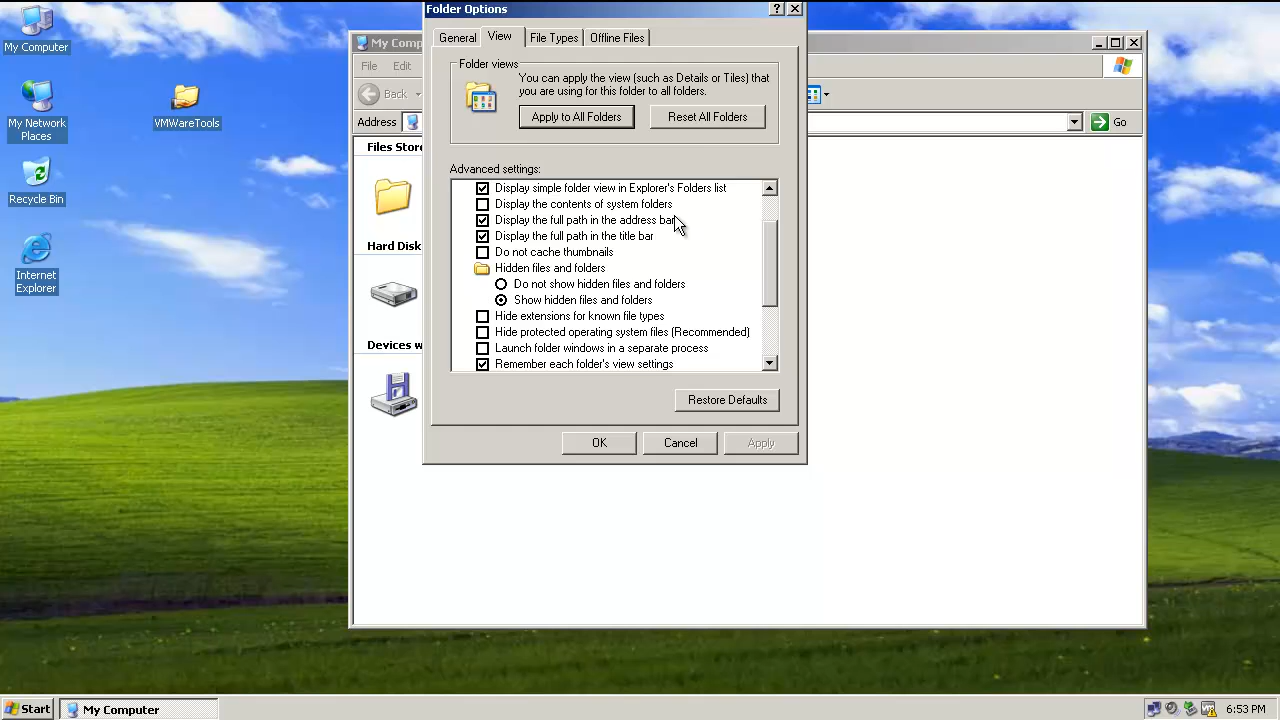 Folder Options
My Computer
General View File Types Offline Files
My Comp
File Edit
Folder views
You can apply the view (such as Details or Tiles) that
you are using for this folder to all folders.
Back
Apply to All Folders Reset All Folders
My Network
Places
VMWareTools
Address Go
Files Store
Advanced settings:
Display simple folder view in Explorer's Folders list
Display the contents of system folders
Display the full path in the address bar
Display the full path in the title bar
Do not cache thumbnails
Hidden files and folders
Do not show hidden files and folders
Show hidden files and folders
Hide extensions for known file types
Hide protected operating system files (Recommended)
Launch folder windows in a separate process
Remember each folder's view settings
Recycle Bin
Hard Disk
Internet
Explorer
Devices w
Restore Defaults
OK Cancel Apply
Start My Computer 6:53 PM